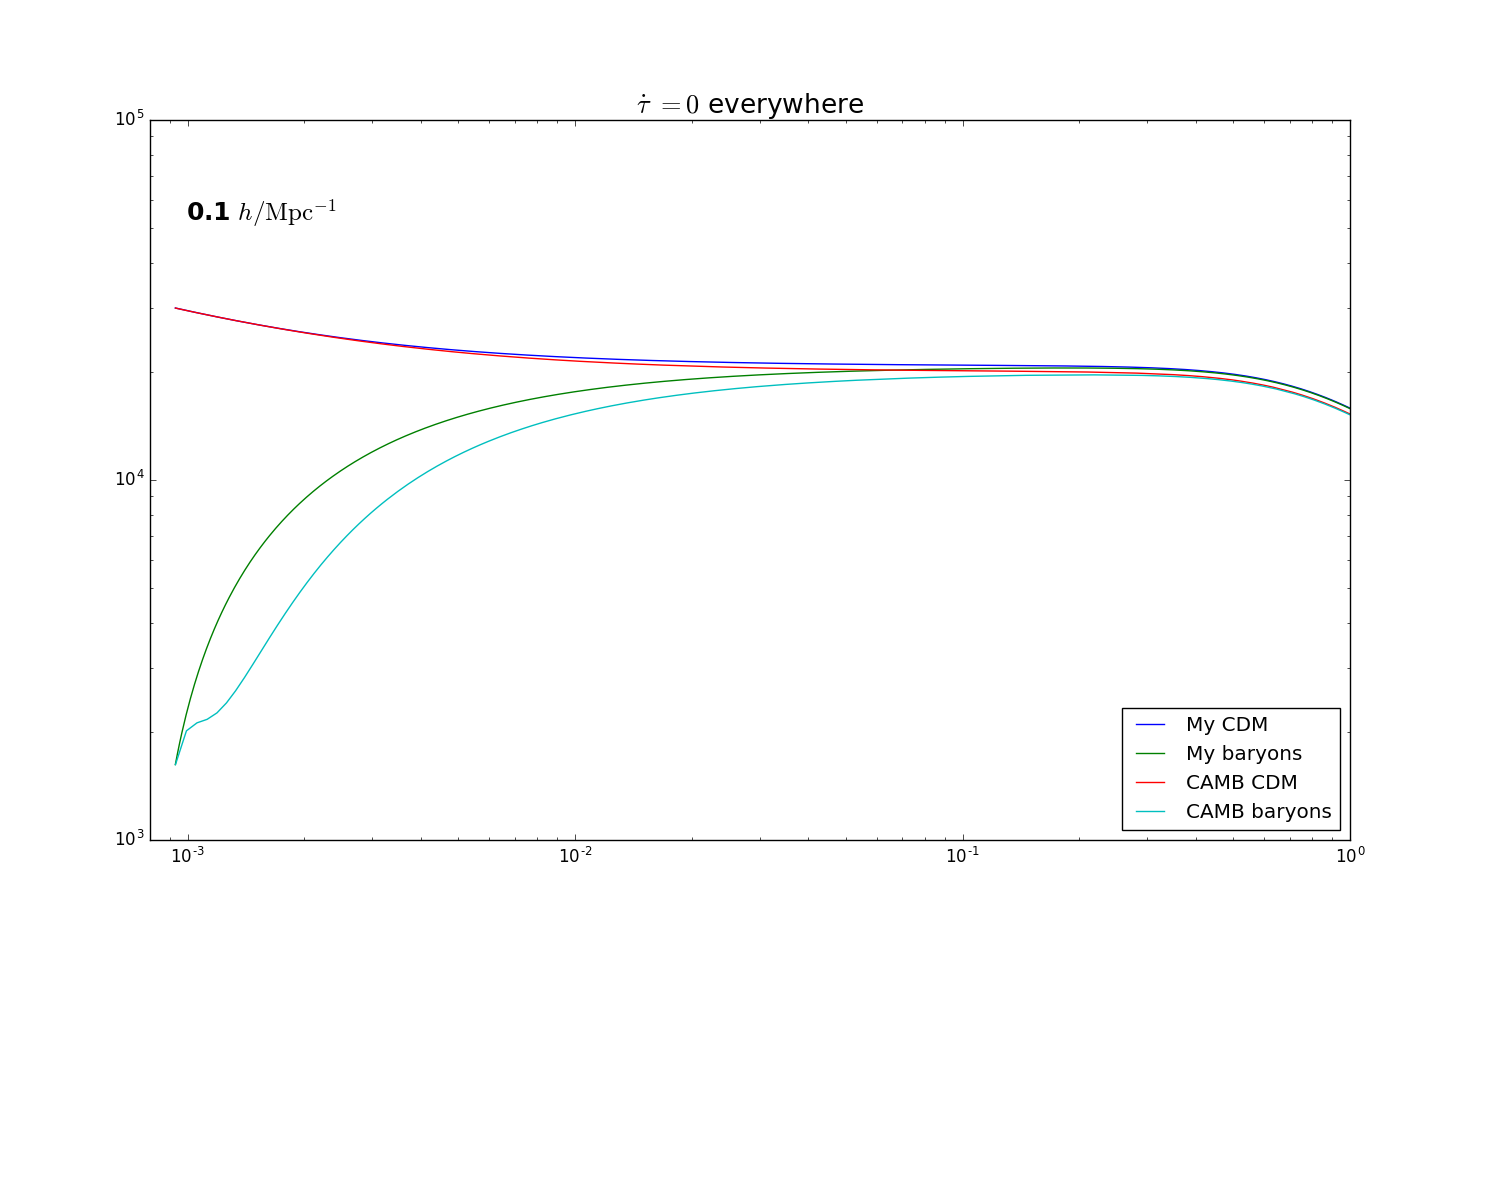 τ̇ = 0 everywhere
10⁵
0.1 h/Mpc⁻¹
10⁴
My CDM
My baryons
CAMB CDM
CAMB baryons
10³
10⁻³ 10⁻² 10⁻¹ 10⁰